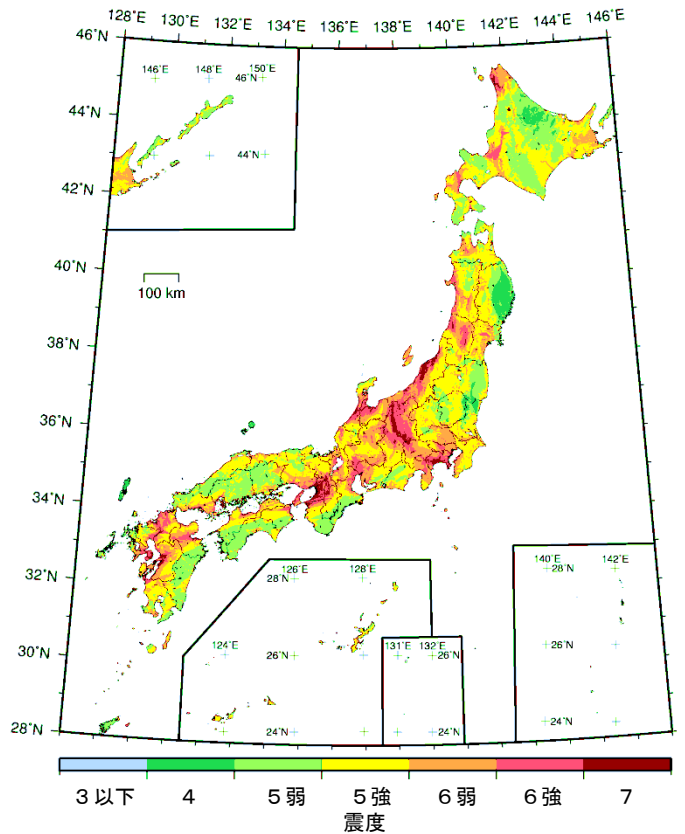 128°E 130°E 132°E 134°E 136°E 138°E 140°E 142°E 144°E 146°E
46°N
146°E 148°E 150°E
46°N
44°N
44°N
42°N
40°N
100 km
38°N
36°N
34°N
32°N
126°E 128°E
28°N
140°E 142°E
28°N
30°N
124°E
26°N
131°E 132°E
26°N
26°N
28°N
24°N
24°N
24°N
3以下 4 5弱 5強 6弱 6強 7
震度